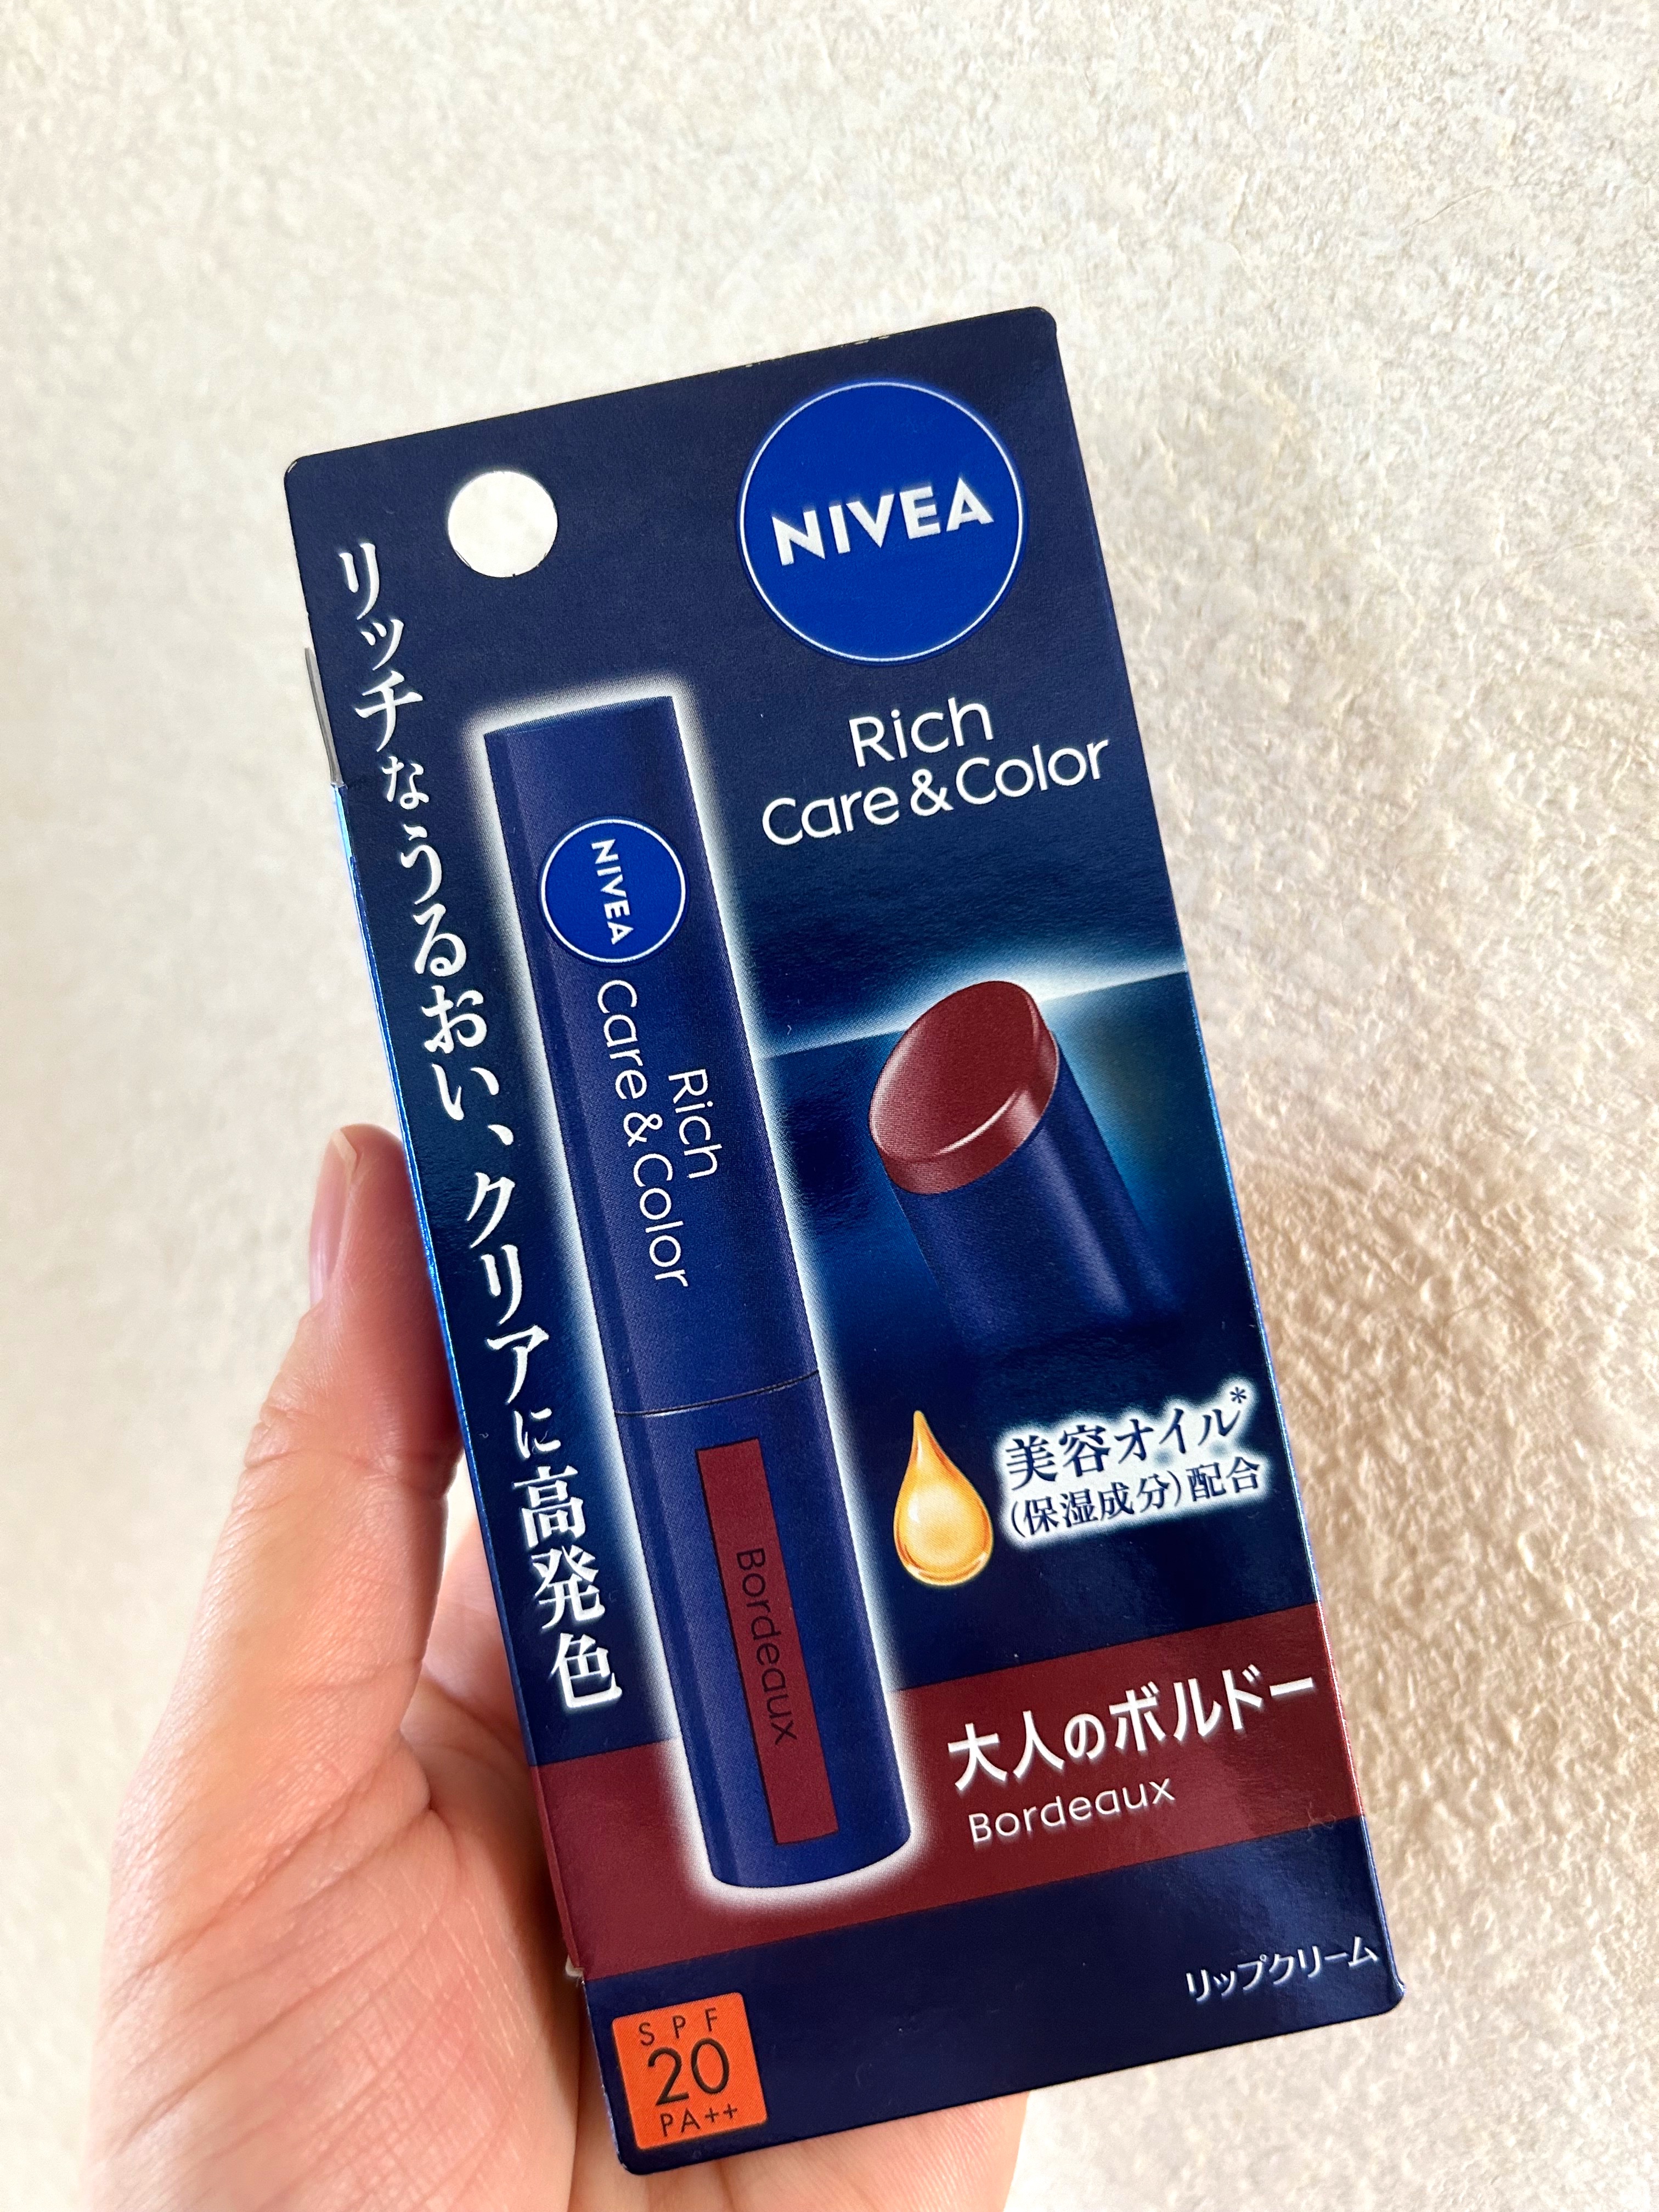 NIVEA
Rich
Care & Color
リッチなうるおい、クリアに高発色
NIVEA
Rich
Care & Color
Bordeaux
美容オイル*
(保湿成分)配合
大人のボルドー
Bordeaux
リップクリーム
SPF
20
PA++